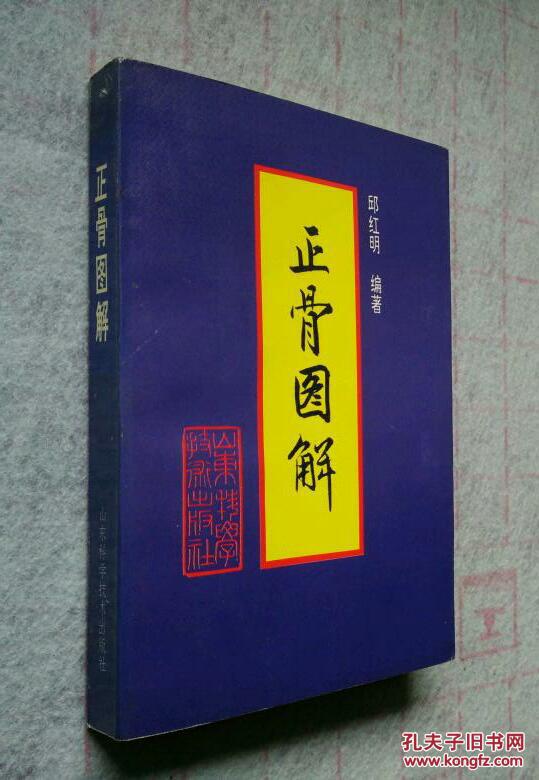 正骨图解
山东科学技术出版社
邱红明 编著
正骨图解
山东科学
技术出版社
孔夫子旧书网
www.kongfz.com